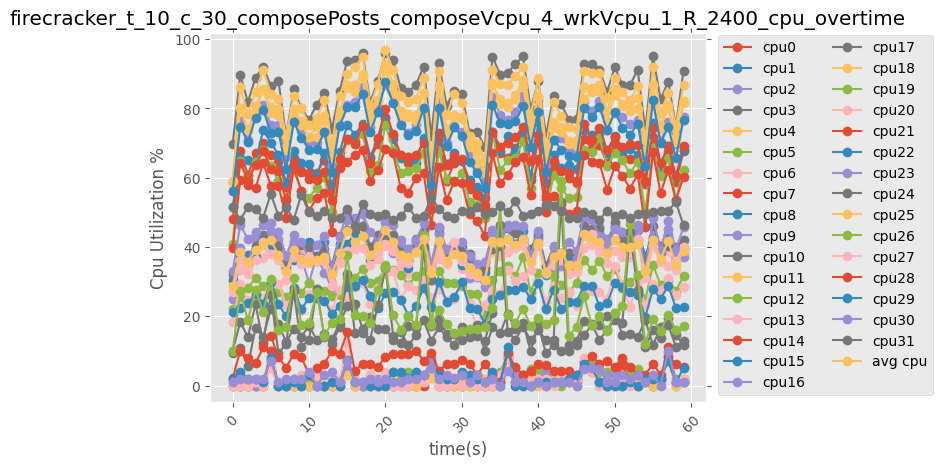 firecracker_t_10_c_30_composePosts_composeVcpu_4_wrkVcpu_1_R_2400_cpu_overtime
Cpu Utilization %
100
80
60
40
20
0
0
10
20
30
40
50
60
time(s)
cpu0
cpu1
cpu2
cpu3
cpu4
cpu5
cpu6
cpu7
cpu8
cpu9
cpu10
cpu11
cpu12
cpu13
cpu14
cpu15
cpu16
cpu17
cpu18
cpu19
cpu20
cpu21
cpu22
cpu23
cpu24
cpu25
cpu26
cpu27
cpu28
cpu29
cpu30
cpu31
avg cpu